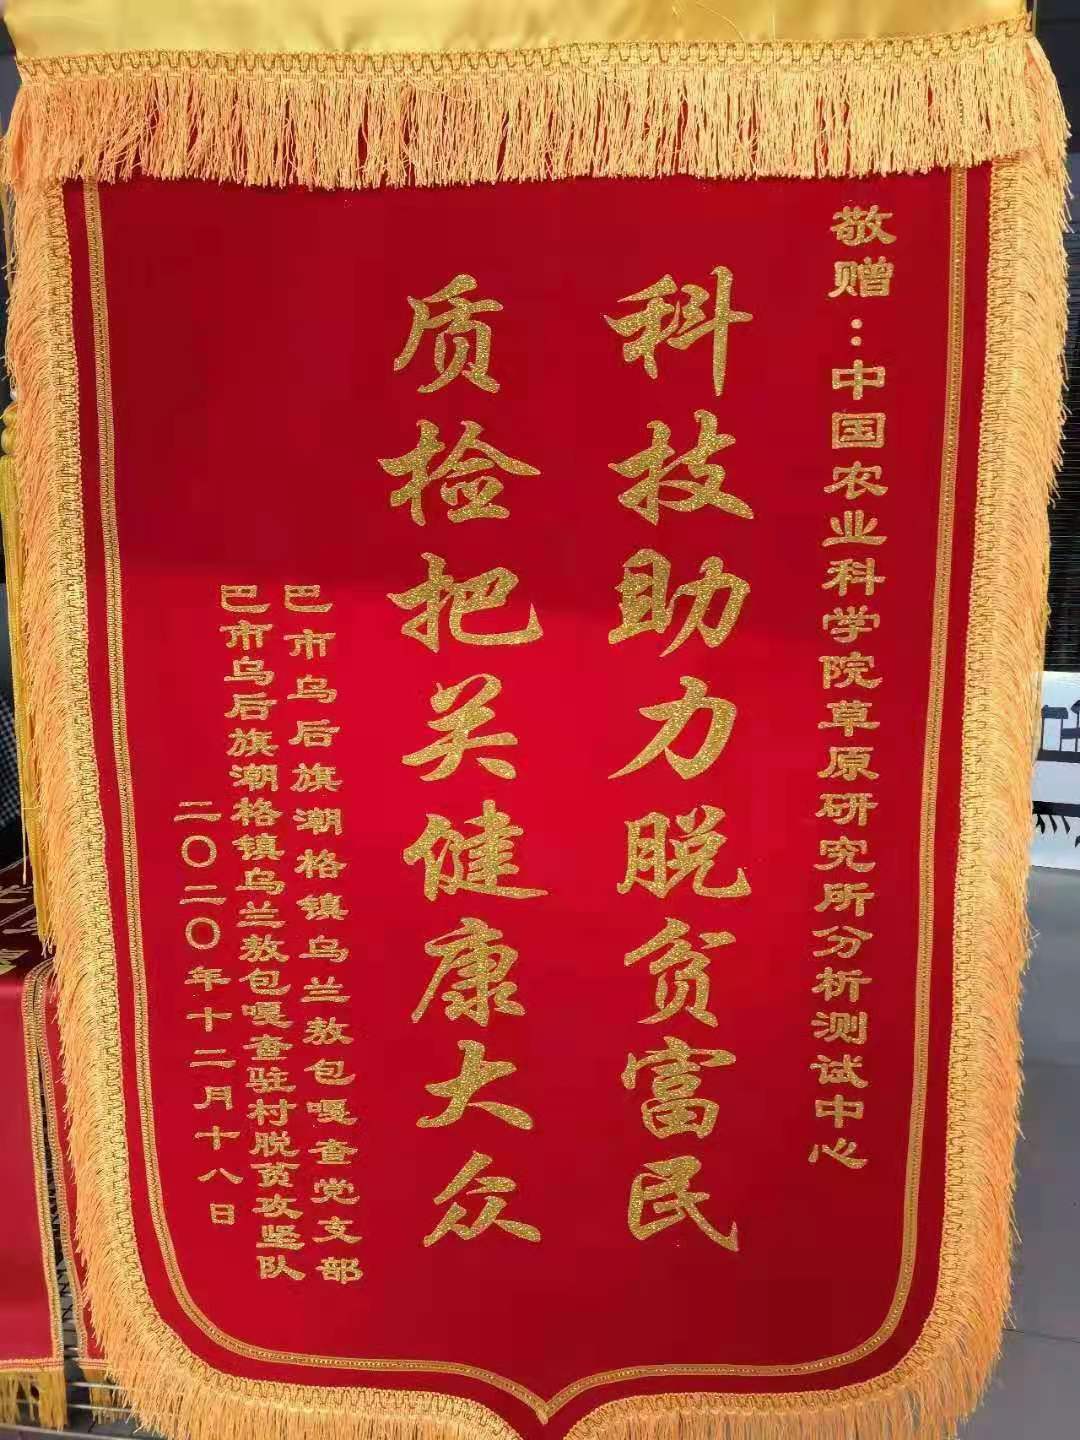 敬赠：中国农业科学院草原研究所分析测试中心
科技助力脱贫富民
质检把关健康大众
巴市乌后旗潮格镇乌兰敖包嘎查党支部
巴市乌后旗潮格镇乌兰敖包嘎查驻村脱贫攻坚队
二〇二〇年十二月十八日